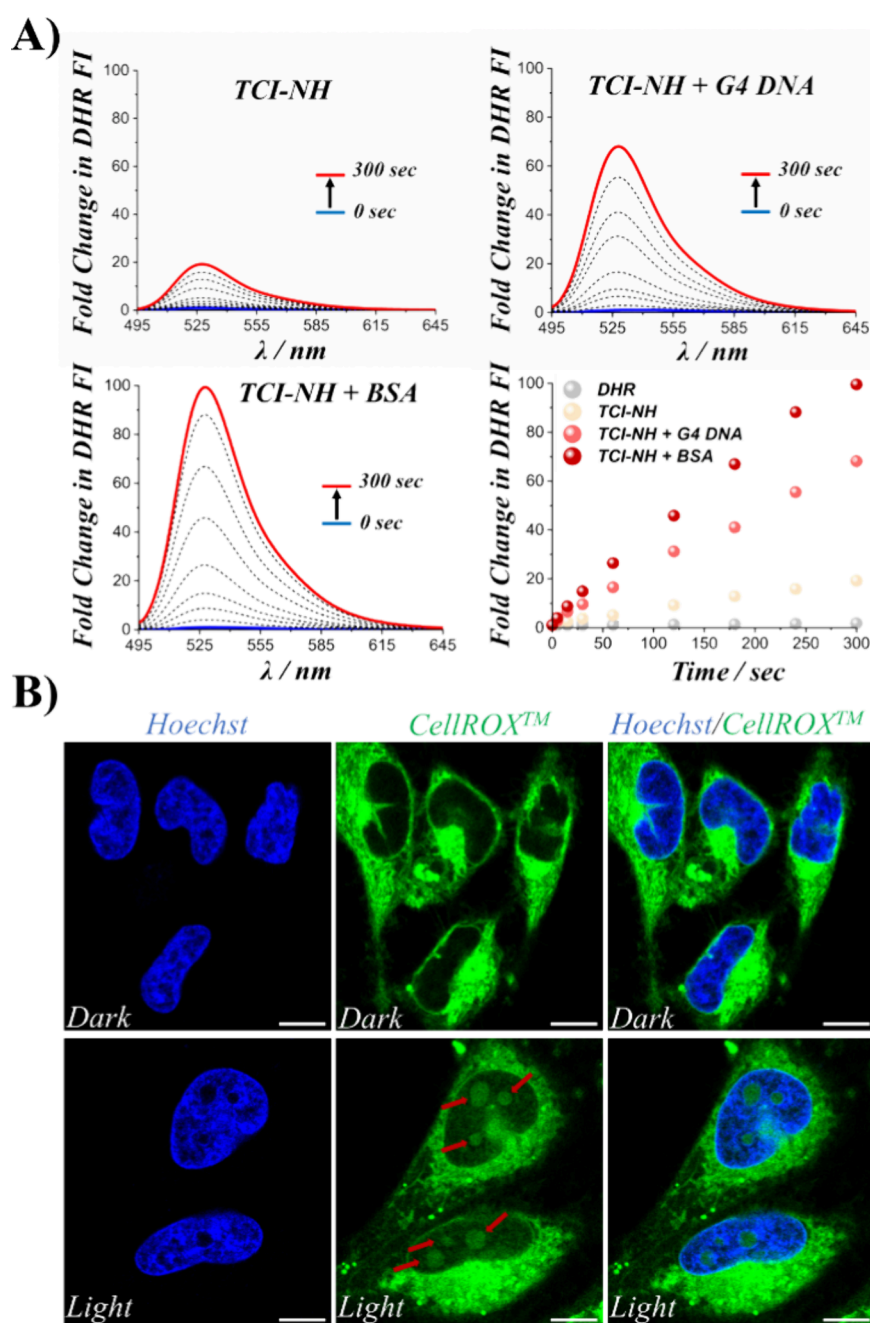 A)
Fold Change in DHR FI
100
80
60
40
20
0
TCI-NH
300 sec
0 sec
495 525 555 585 615 645
λ / nm
Fold Change in DHR FI
100
80
60
40
20
0
TCI-NH + G4 DNA
300 sec
0 sec
495 525 555 585 615 645
λ / nm
Fold Change in DHR FI
100
80
60
40
20
0
TCI-NH + BSA
300 sec
0 sec
495 525 555 585 615 645
λ / nm
Fold Change in DHR FI
100
80
60
40
20
0
DHR
TCI-NH
TCI-NH + G4 DNA
TCI-NH + BSA
0 50 100 150 200 250 300
Time / sec
B)
Hoechst
CellROX™
Hoechst/CellROX™
Dark
Dark
Dark
Light
Light
Light